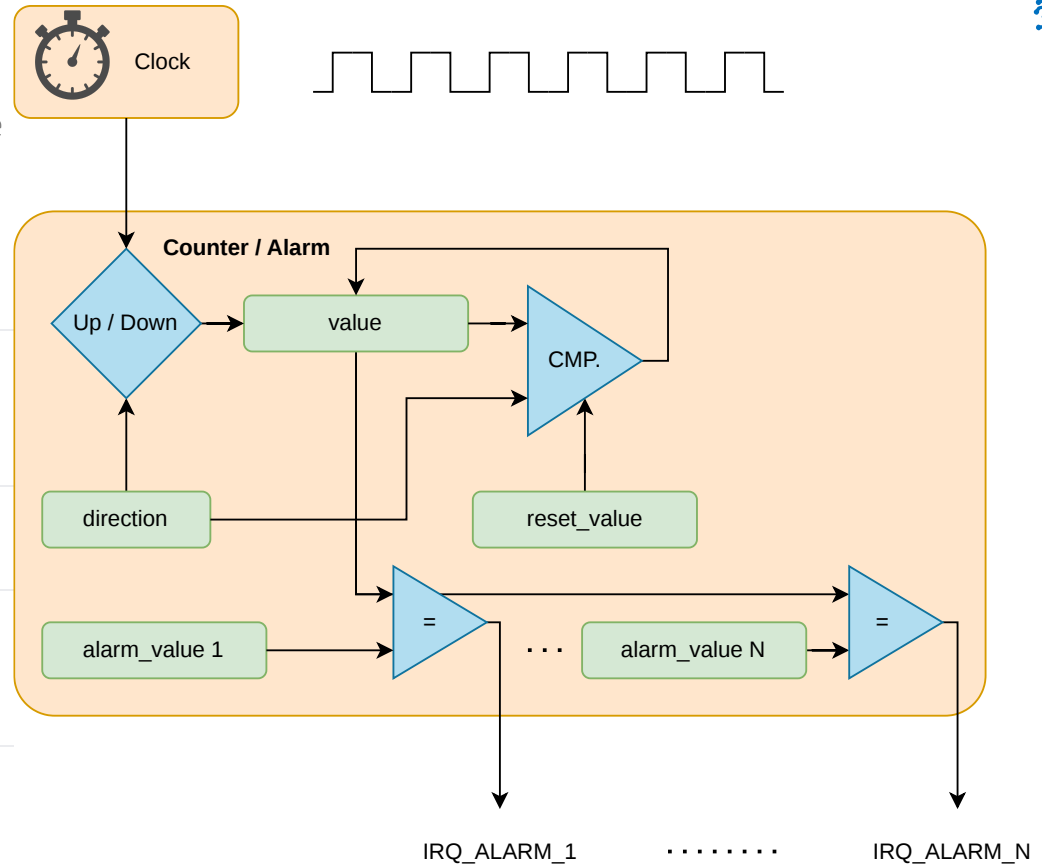 Clock
Counter / Alarm
Up / Down
value
CMP.
direction
reset_value
=
=
alarm_value 1
. . .
alarm_value N
IRQ_ALARM_1
. . . . . . . .
IRQ_ALARM_N